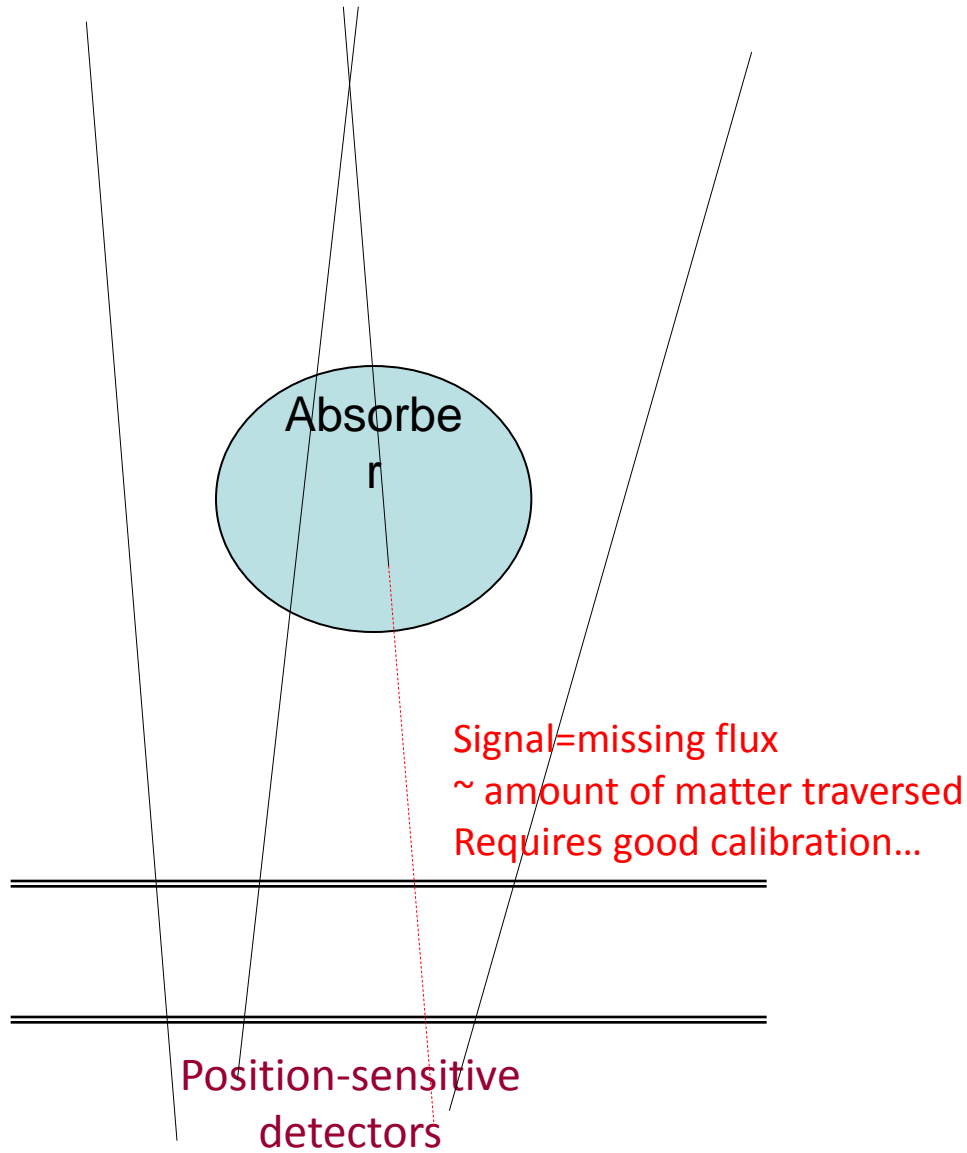 Absorbe
r
Signal=missing flux
~ amount of matter traversed
Requires good calibration…
Position-sensitive
detectors